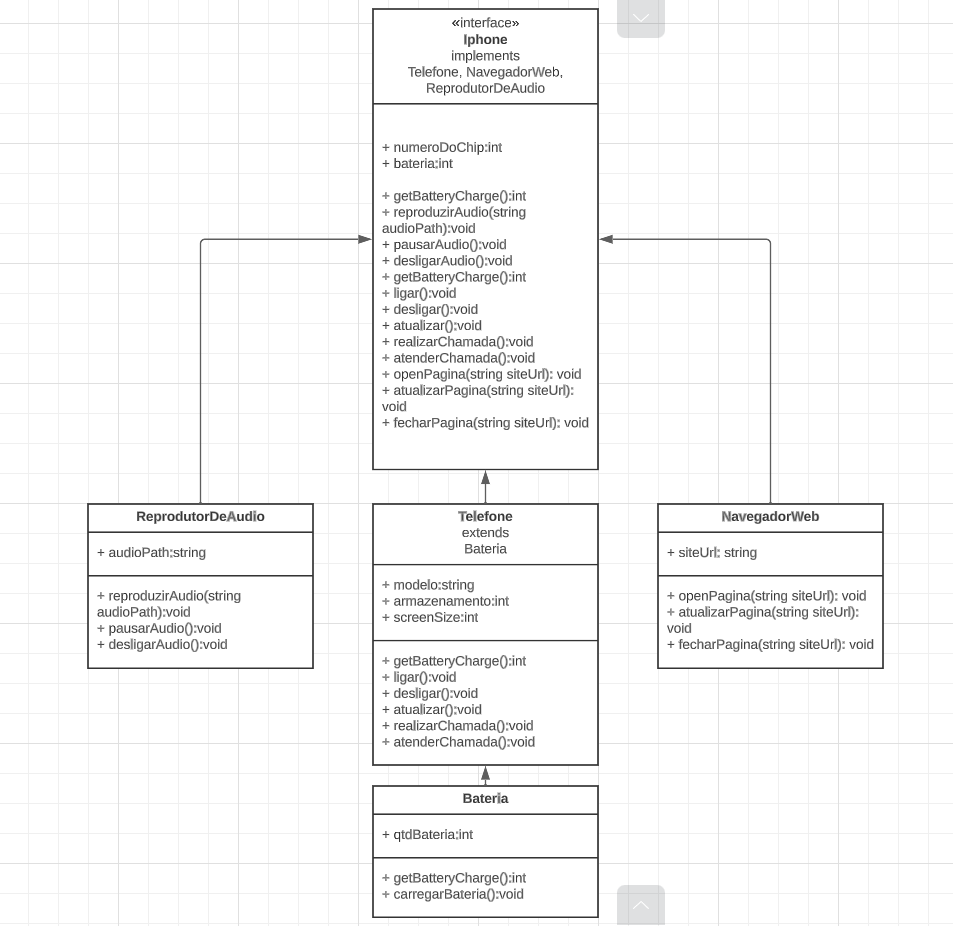 «interface»
Iphone
implements
Telefone, NavegadorWeb,
ReprodutorDeAudio
+ numeroDoChip:int
+ bateria:int
+ getBatteryCharge():int
+ reproduzirAudio(string
audioPath):void
+ pausarAudio():void
+ desligarAudio():void
+ getBatteryCharge():int
+ ligar():void
+ desligar():void
+ atualizar():void
+ realizarChamada():void
+ atenderChamada():void
+ openPagina(string siteUrl): void
+ atualizarPagina(string siteUrl):
void
+ fecharPagina(string siteUrl): void
ReprodutorDeAudio
+ audioPath:string
+ reproduzirAudio(string
audioPath):void
+ pausarAudio():void
+ desligarAudio():void
Telefone
extends
Bateria
+ modelo:string
+ armazenamento:int
+ screenSize:int
+ getBatteryCharge():int
+ ligar():void
+ desligar():void
+ atualizar():void
+ realizarChamada():void
+ atenderChamada():void
NavegadorWeb
+ siteUrl: string
+ openPagina(string siteUrl): void
+ atualizarPagina(string siteUrl):
void
+ fecharPagina(string siteUrl): void
Bateria
+ qtdBateria:int
+ getBatteryCharge():int
+ carregarBateria():void